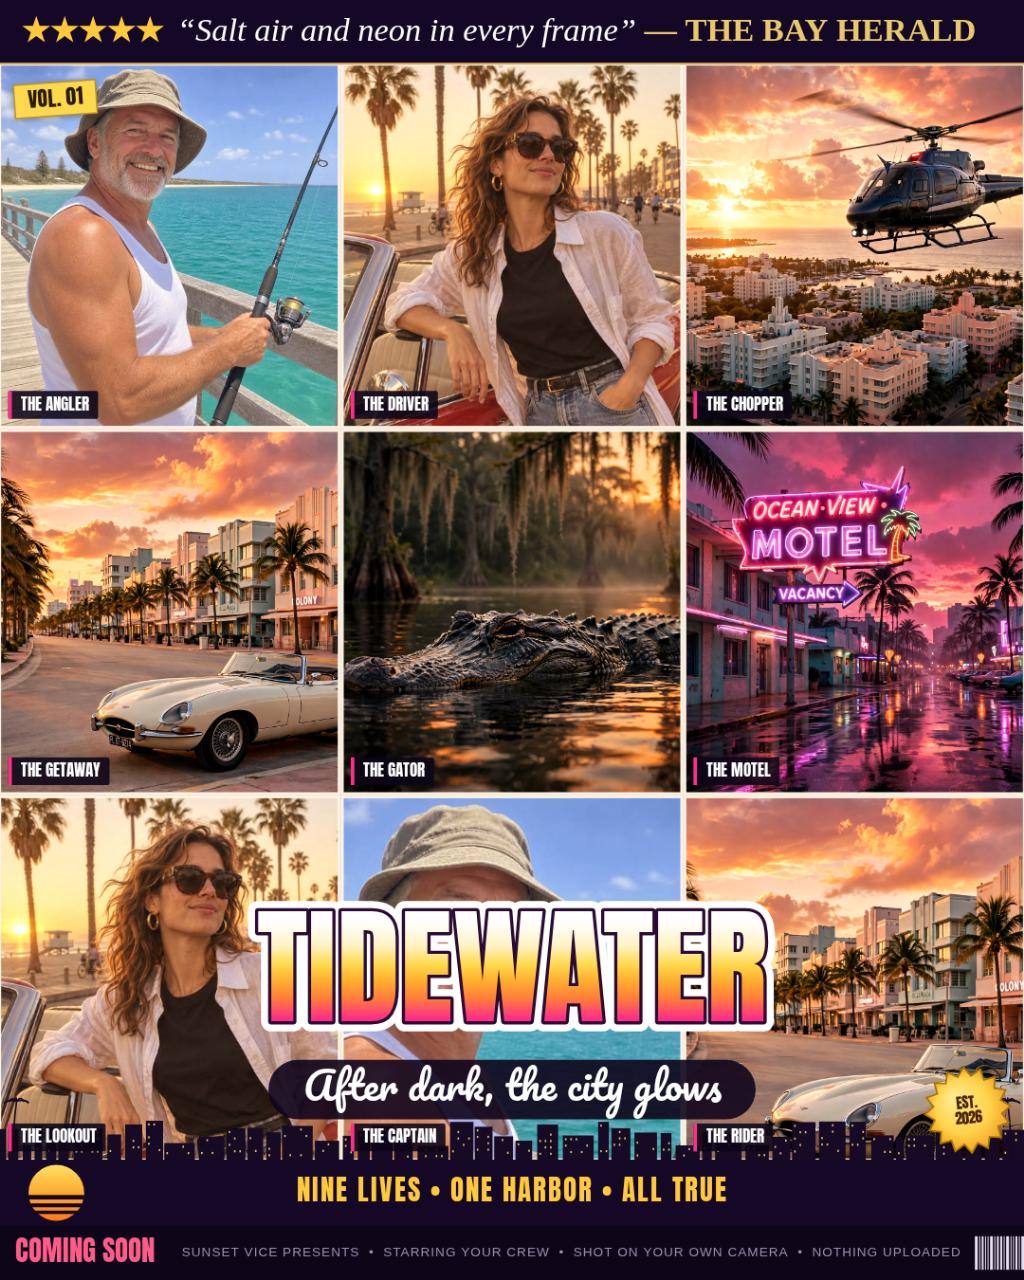 ★★★★★ “Salt air and neon in every frame” — THE BAY HERALD
VOL. 01
THE ANGLER
THE DRIVER
THE CHOPPER
OCEAN·VIEW·
MOTEL
VACANCY
COLONY
THE GETAWAY
THE GATOR
THE MOTEL
COLONY
TIDEWATER
After dark, the city glows
EST.
2026
THE LOOKOUT
THE CAPTAIN
THE RIDER
NINE LIVES • ONE HARBOR • ALL TRUE
COMING SOON
SUNSET VICE PRESENTS • STARRING YOUR CREW • SHOT ON YOUR OWN CAMERA • NOTHING UPLOADED